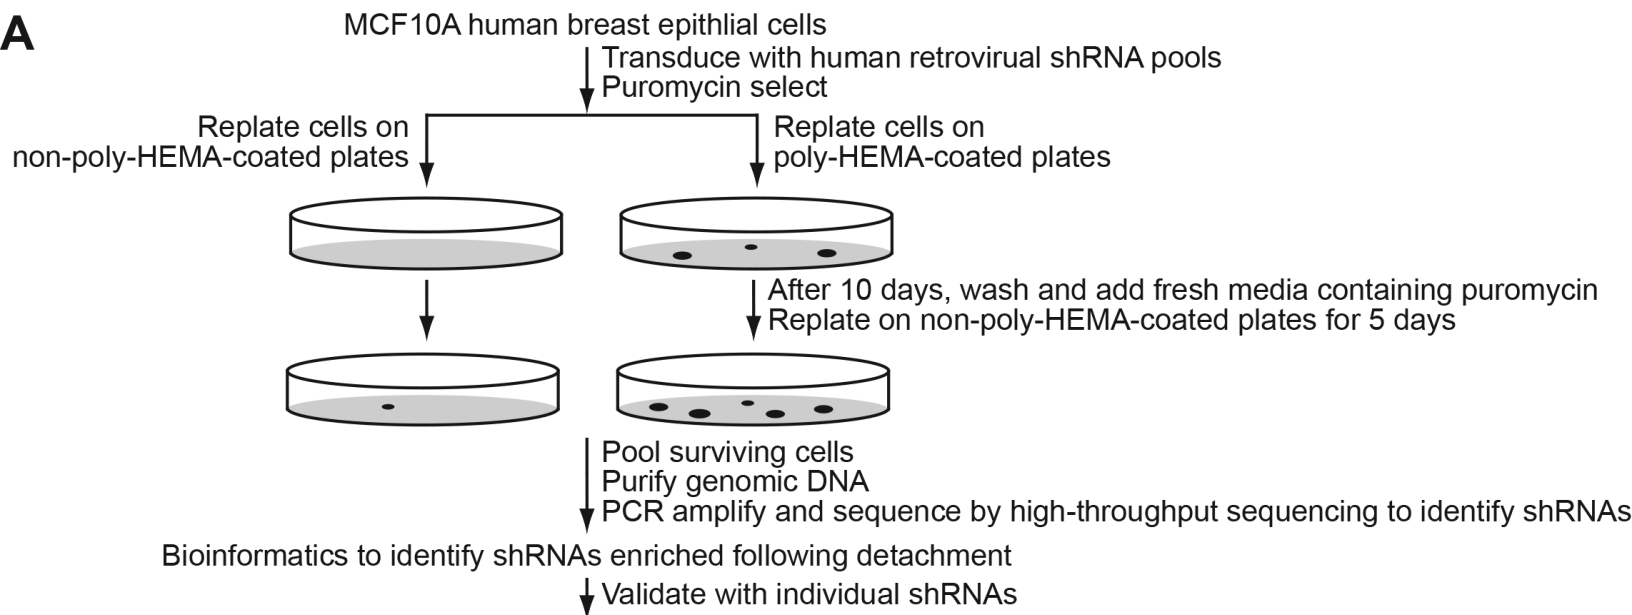 A
MCF10A human breast epithlial cells
Transduce with human retrovirual shRNA pools
Puromycin select
Replate cells on
non-poly-HEMA-coated plates
Replate cells on
poly-HEMA-coated plates
After 10 days, wash and add fresh media containing puromycin
Replate on non-poly-HEMA-coated plates for 5 days
Pool surviving cells
Purify genomic DNA
PCR amplify and sequence by high-throughput sequencing to identify shRNAs
Bioinformatics to identify shRNAs enriched following detachment
Validate with individual shRNAs